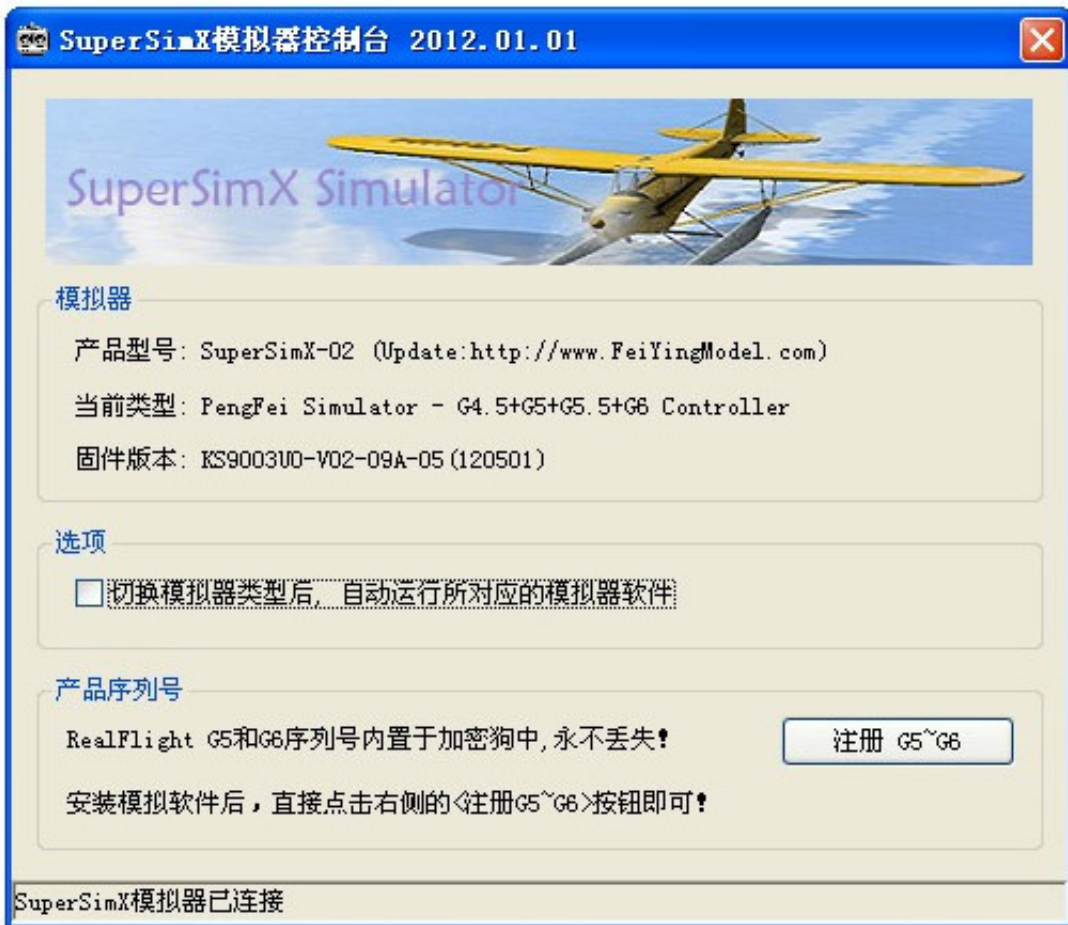 SuperSimX模拟器控制台 2012.01.01
SuperSimX Simulator
模拟器
产品型号: SuperSimX-02 (Update:http://www.FeiYingModel.com)
当前类型: PengFei Simulator - G4.5+G5+G5.5+G6 Controller
固件版本: KS9003U0-V02-09A-05(120501)
选项
切换模拟器类型后, 自动运行所对应的模拟器软件
产品序列号
RealFlight G5和G6序列号内置于加密狗中,永不丢失!
注册 G5~G6
安装模拟软件后，直接点击右侧的<注册G5~G6>按钮即可!
SuperSimX模拟器已连接